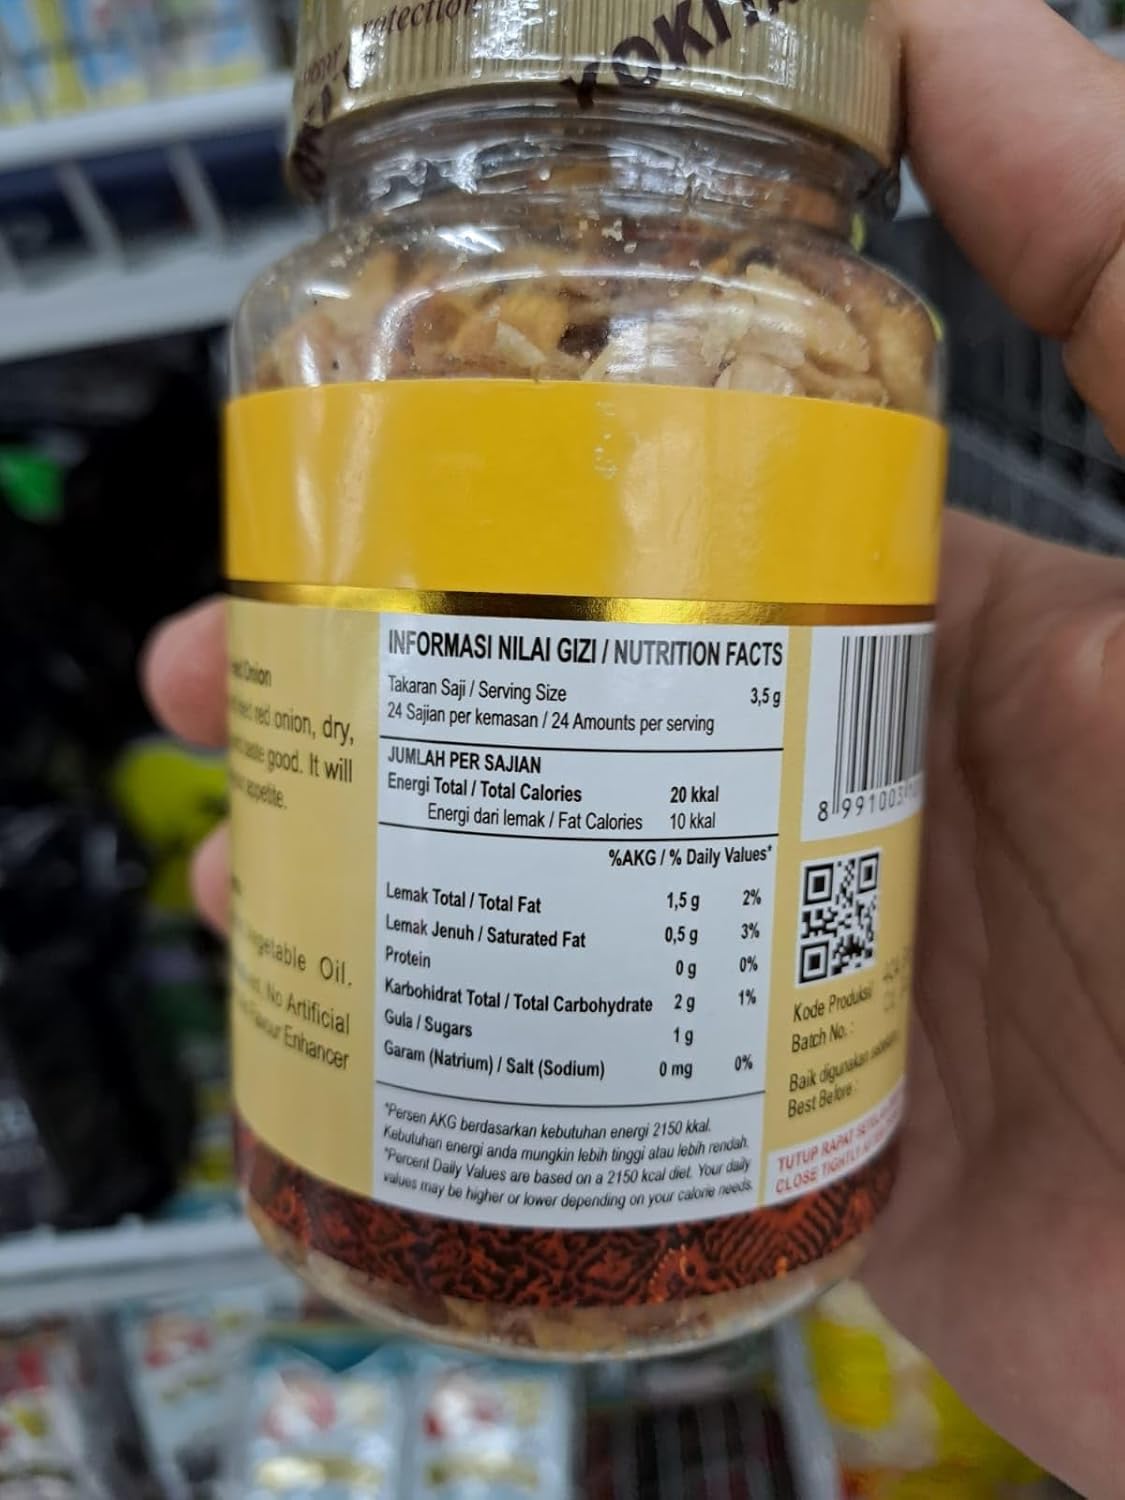 rotection
YOKI
Onion
red onion, dry,
taste good. It will
appetite.
Vegetable Oil.
No Artificial
Flavour Enhancer
INFORMASI NILAI GIZI / NUTRITION FACTS
Takaran Saji / Serving Size 3,5 g
24 Sajian per kemasan / 24 Amounts per serving
JUMLAH PER SAJIAN
Energi Total / Total Calories 20 kkal
Energi dari lemak / Fat Calories 10 kkal
%AKG / % Daily Values*
Lemak Total / Total Fat 1,5 g 2%
Lemak Jenuh / Saturated Fat 0,5 g 3%
Protein 0 g 0%
Karbohidrat Total / Total Carbohydrate 2 g 1%
Gula / Sugars 1 g
Garam (Natrium) / Salt (Sodium) 0 mg 0%
*Persen AKG berdasarkan kebutuhan energi 2150 kkal.
Kebutuhan energi anda mungkin lebih tinggi atau lebih rendah.
*Percent Daily Values are based on a 2150 kcal diet. Your daily
values may be higher or lower depending on your calorie needs.
8 991003
Kode Produksi
Batch No. :
Baik digunakan
Best Before :
TUTUP RAPAT
CLOSE TIGHTLY